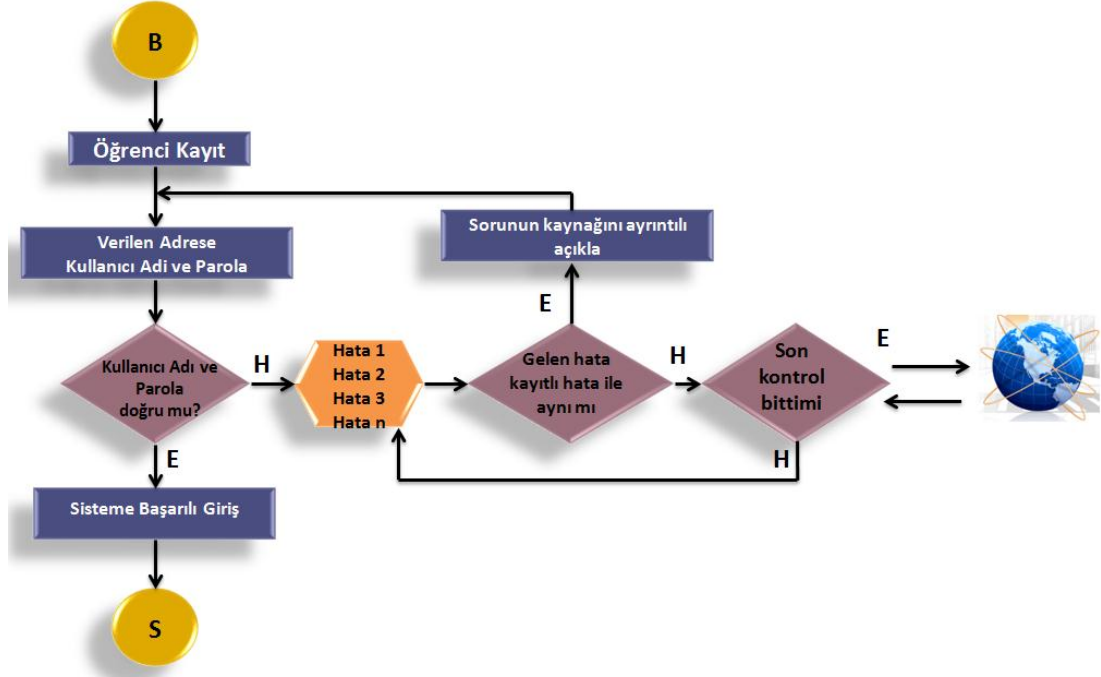 B
Öğrenci Kayıt
Verilen Adrese
Kullanıcı Adi ve Parola
Kullanıcı Adı ve
Parola
doğru mu?
H
E
Hata 1
Hata 2
Hata 3
Hata n
Gelen hata
kayıtlı hata ile
aynı mı
E
Sorunun kaynağını ayrıntılı
açıkla
H
Son
kontrol
bittimi
E
H
Sisteme Başarılı Giriş
S